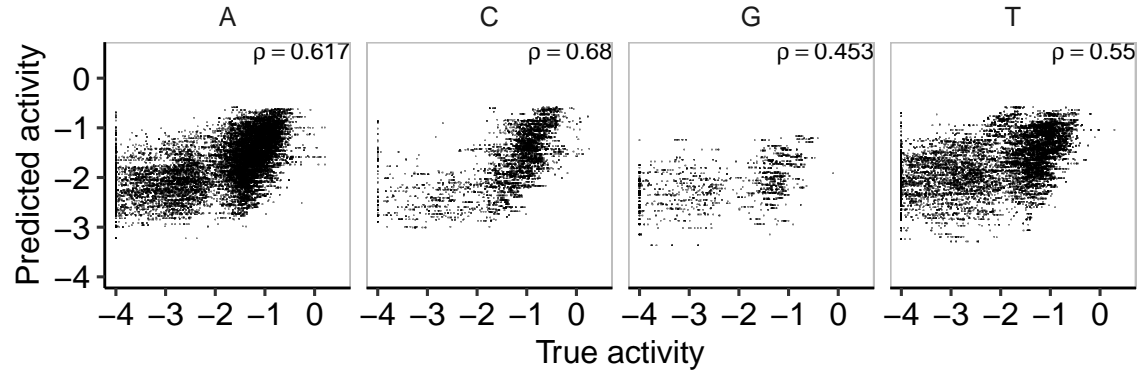 A C G T
ρ = 0.617 ρ = 0.68 ρ = 0.453 ρ = 0.55
Predicted activity
0
−1
−2
−3
−4
−4 −3 −2 −1 0 −4 −3 −2 −1 0 −4 −3 −2 −1 0 −4 −3 −2 −1 0
True activity